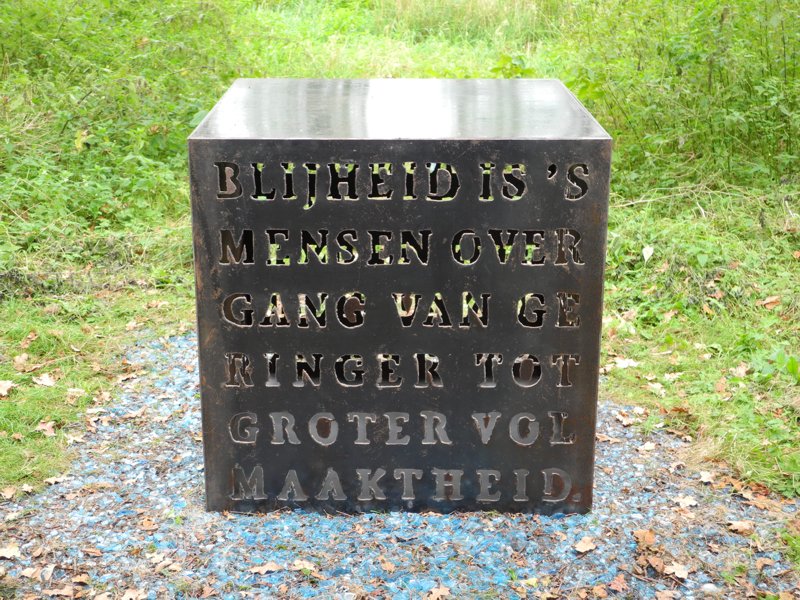 BLIJHEID IS 'S
MENSEN OVER
GANG VAN GE
RINGER TOT
GROTER VOL
MAAKTHEID.